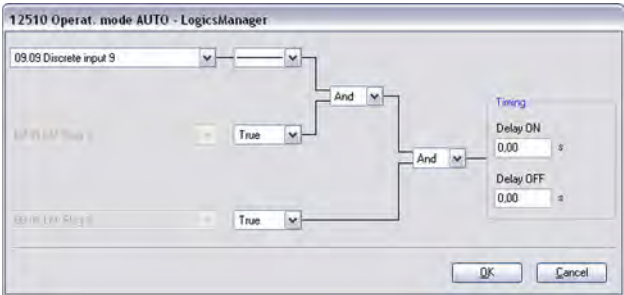 12510 Operat. mode AUTO - LogicsManager
09.09 Discrete input 9
And
Timing
True
Delay ON
0,00 s
And
Delay OFF
0,00 s
True
OK Cancel